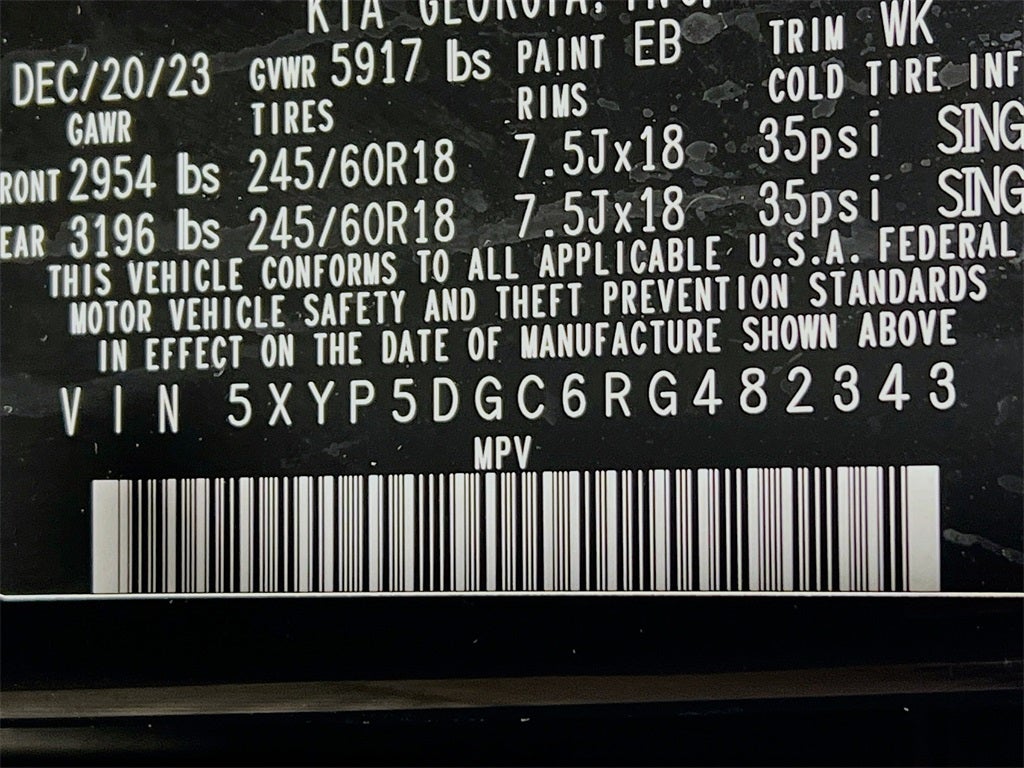 KIA GEORGIA, INC.
DEC/20/23 GVWR 5917 lbs PAINT EB TRIM WK
GAWR TIRES RIMS COLD TIRE INF
RONT 2954 lbs 245/60R18 7.5Jx18 35psi SING
EAR 3196 lbs 245/60R18 7.5Jx18 35psi SING
THIS VEHICLE CONFORMS TO ALL APPLICABLE U.S.A. FEDERAL
MOTOR VEHICLE SAFETY AND THEFT PREVENTION STANDARDS
IN EFFECT ON THE DATE OF MANUFACTURE SHOWN ABOVE
VIN 5XYP5DGC6RG482343
MPV